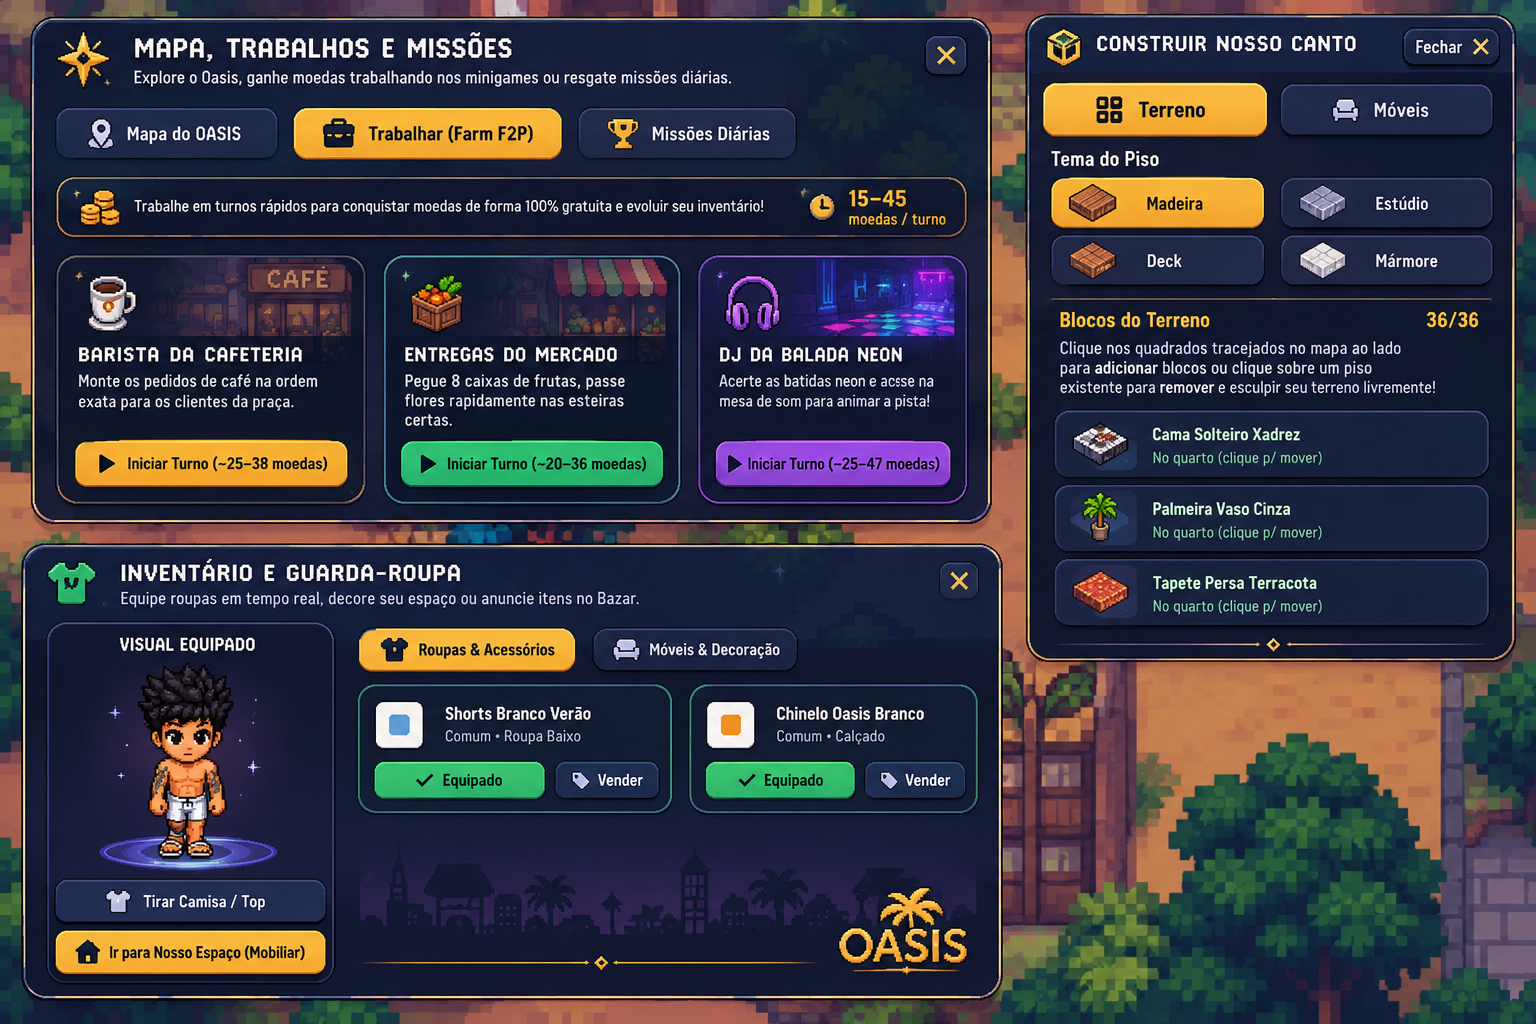 MAPA, TRABALHOS E MISSÕES
Explore o Oasis, ganhe moedas trabalhando nos minigames ou resgate missões diárias.
Mapa do OASIS
Trabalhar (Farm F2P)
Missões Diárias
Trabalhe em turnos rápidos para conquistar moedas de forma 100% gratuita e evoluir seu inventário!
15–45
moedas / turno
CAFÉ
BARISTA DA CAFETERIA
Monte os pedidos de café na ordem
exata para os clientes da praça.
Iniciar Turno (~25–38 moedas)
ENTREGAS DO MERCADO
Pegue 8 caixas de frutas, passe
flores rapidamente nas esteiras
certas.
Iniciar Turno (~20–36 moedas)
DJ DA BALADA NEON
Acerte as batidas neon e acsse na
mesa de som para animar a pista!
Iniciar Turno (~25–47 moedas)
CONSTRUIR NOSSO CANTO
Fechar
Terreno
Móveis
Tema do Piso
Madeira
Estúdio
Deck
Mármore
Blocos do Terreno
36/36
Clique nos quadrados tracejados no mapa ao lado
para adicionar blocos ou clique sobre um piso
existente para remover e esculpir seu terreno livremente!
Cama Solteiro Xadrez
No quarto (clique p/ mover)
Palmeira Vaso Cinza
No quarto (clique p/ mover)
Tapete Persa Terracota
No quarto (clique p/ mover)
INVENTÁRIO E GUARDA-ROUPA
Equipe roupas em tempo real, decore seu espaço ou anuncie itens no Bazar.
VISUAL EQUIPADO
Tirar Camisa / Top
Ir para Nosso Espaço (Mobiliar)
Roupas & Acessórios
Móveis & Decoração
Shorts Branco Verão
Comum • Roupa Baixo
Equipado
Vender
Chinelo Oasis Branco
Comum • Calçado
Equipado
Vender
OASIS